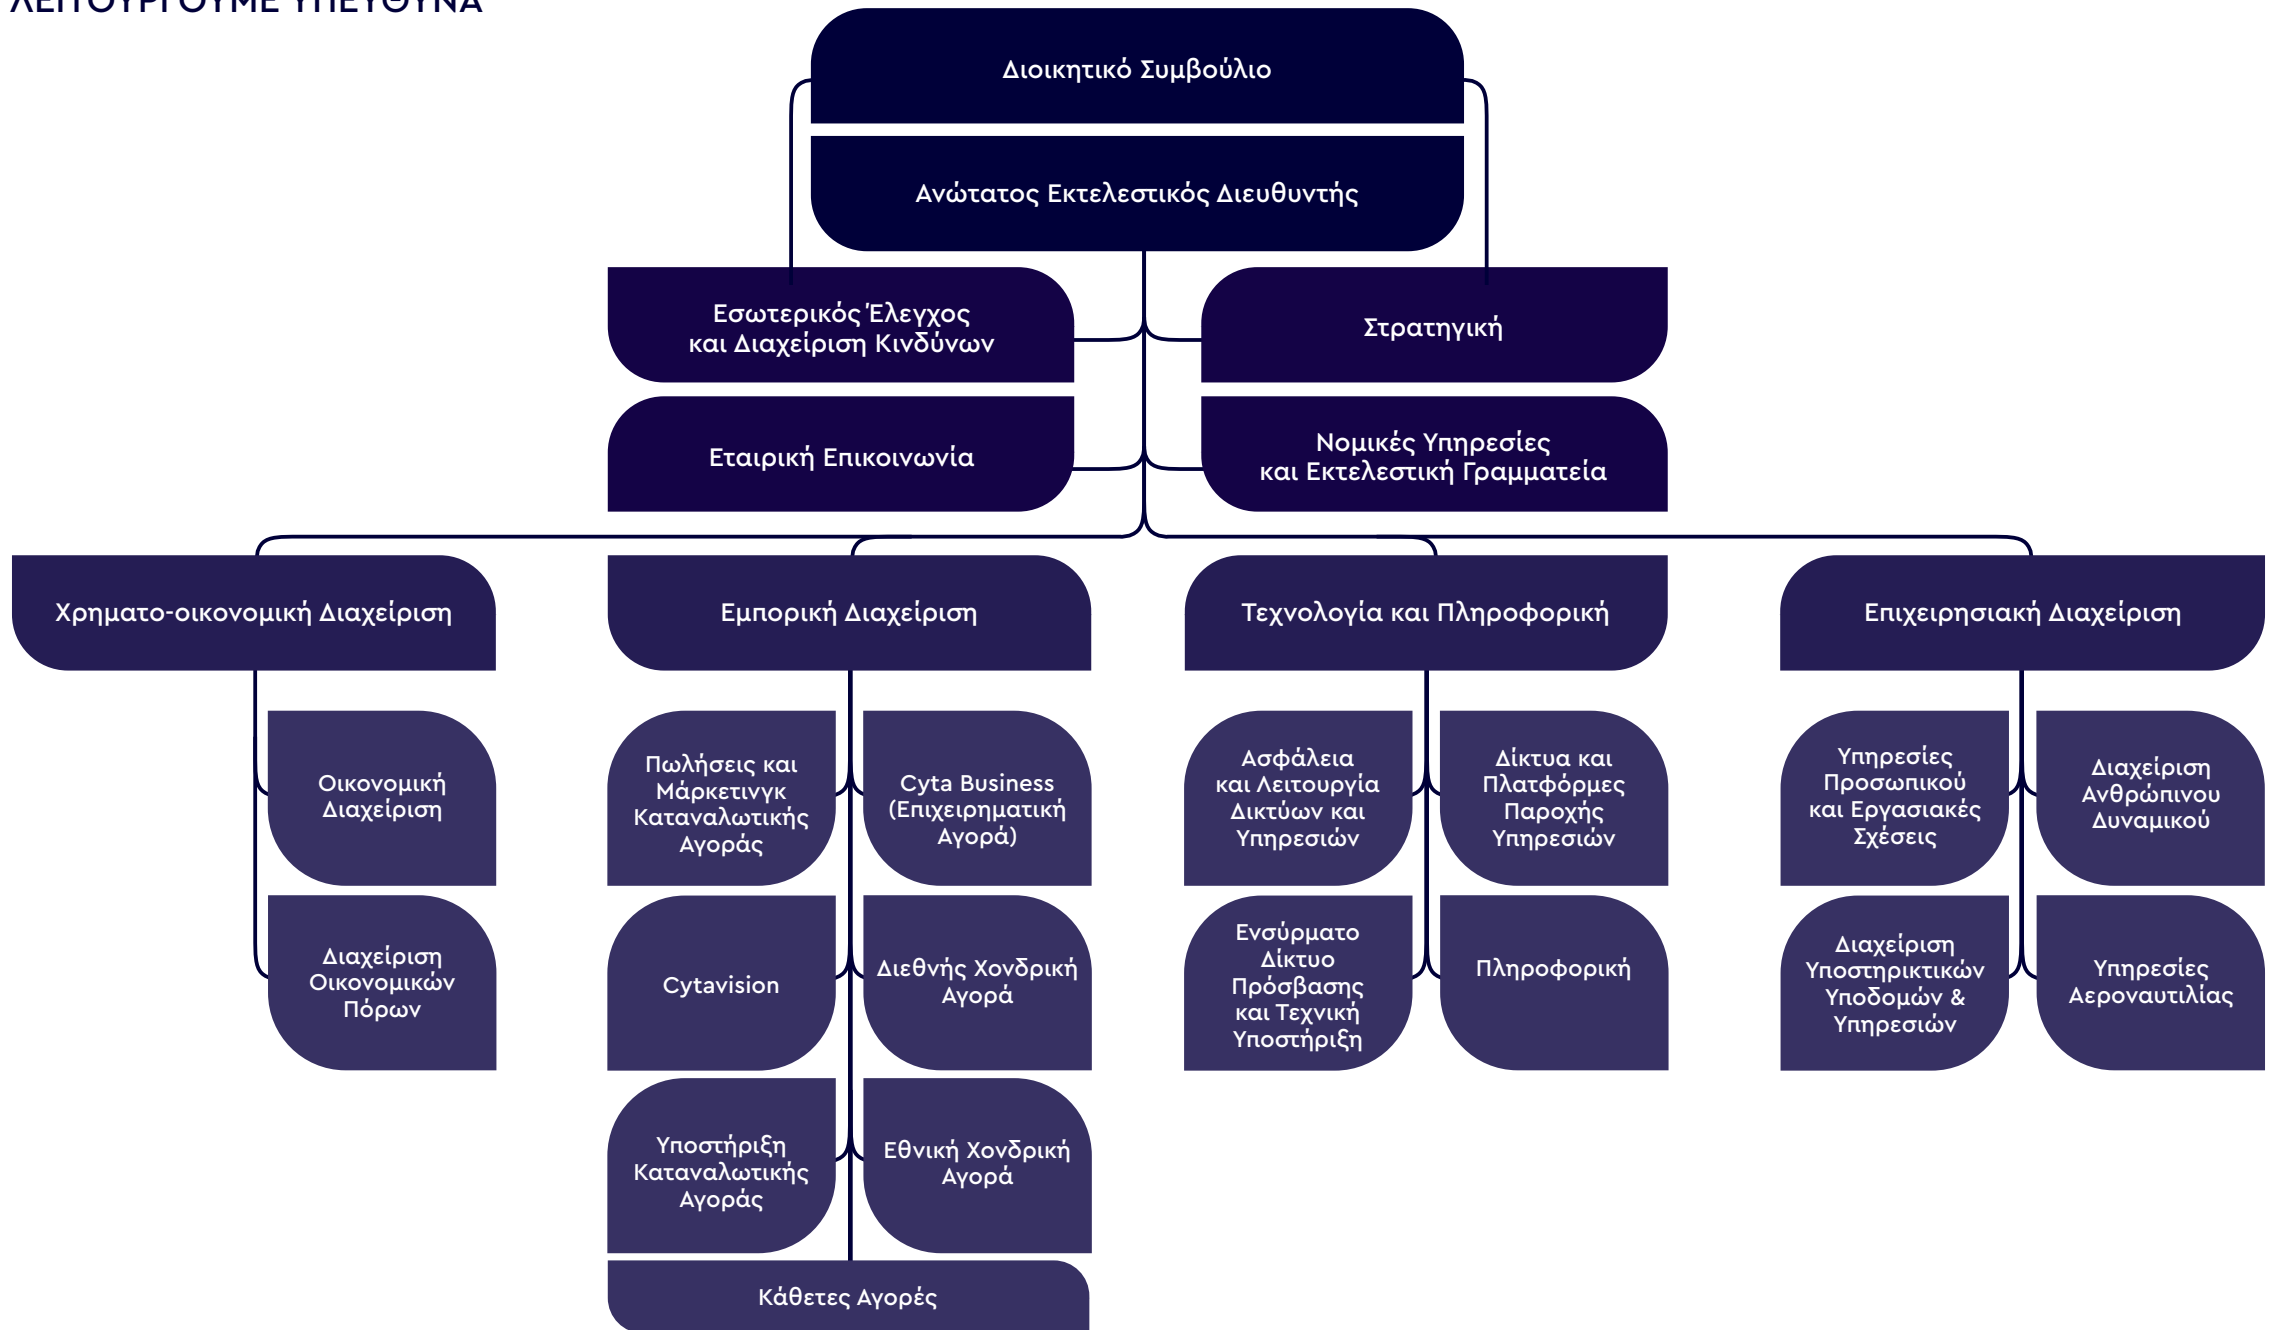 ΛΕΙΤΟΥΡΓΟΥΜΕ ΥΠΕΥΘΥΝΑ
Διοικητικό Συμβούλιο
Ανώτατος Εκτελεστικός Διευθυντής
Εσωτερικός Έλεγχος
και Διαχείριση Κινδύνων
Στρατηγική
Εταιρική Επικοινωνία
Νομικές Υπηρεσίες
και Εκτελεστική Γραμματεία
Χρηματο-οικονομική Διαχείριση
Εμπορική Διαχείριση
Τεχνολογία και Πληροφορική
Επιχειρησιακή Διαχείριση
Οικονομική
Διαχείριση
Πωλήσεις και
Μάρκετινγκ
Καταναλωτικής
Αγοράς
Cyta Business
(Επιχειρηματική
Αγορά)
Ασφάλεια
και Λειτουργία
Δικτύων και
Υπηρεσιών
Δίκτυα και
Πλατφόρμες
Παροχής
Υπηρεσιών
Υπηρεσίες
Προσωπικού
και Εργασιακές
Σχέσεις
Διαχείριση
Ανθρώπινου
Δυναμικού
Διαχείριση
Οικονομικών
Πόρων
Cytavision
Διεθνής Χονδρική
Αγορά
Ενσύρματο
Δίκτυο
Πρόσβασης
και Τεχνική
Υποστήριξη
Πληροφορική
Διαχείριση
Υποστηρικτικών
Υποδομών &
Υπηρεσιών
Υπηρεσίες
Αεροναυτιλίας
Υποστήριξη
Καταναλωτικής
Αγοράς
Εθνική Χονδρική
Αγορά
Κάθετες Αγορές